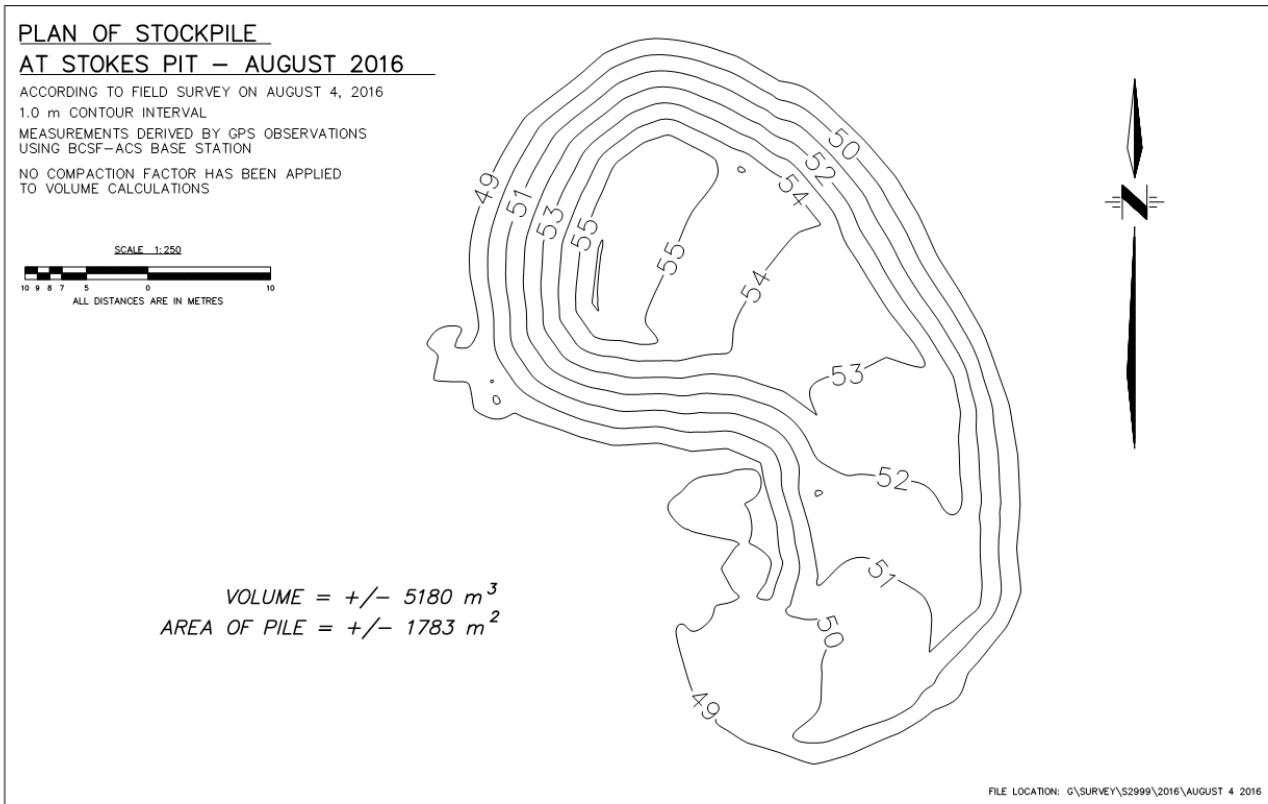 PLAN OF STOCKPILE
AT STOKES PIT – AUGUST 2016
ACCORDING TO FIELD SURVEY ON AUGUST 4, 2016
1.0 m CONTOUR INTERVAL
MEASUREMENTS DERIVED BY GPS OBSERVATIONS
USING BCSF–ACS BASE STATION
NO COMPACTION FACTOR HAS BEEN APPLIED
TO VOLUME CALCULATIONS
SCALE 1:250
10 9 8 7 5 0 10
ALL DISTANCES ARE IN METRES
50
52
54
49
51
53
55
55
54
53
52
51
50
49
N
VOLUME = +/– 5180 m³
AREA OF PILE = +/– 1783 m²
FILE LOCATION: G\SURVEY\S2999\2016\AUGUST 4 2016